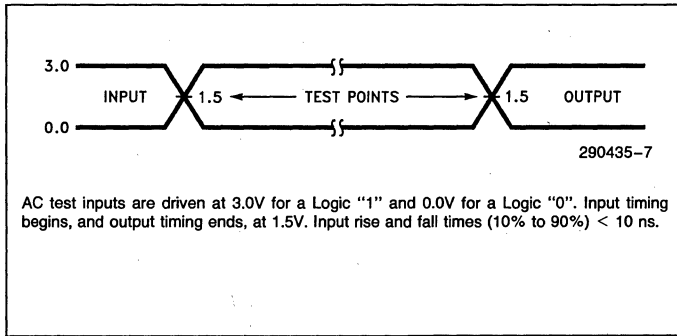 3.0
INPUT 1.5 TEST POINTS 1.5 OUTPUT
0.0
290435-7
AC test inputs are driven at 3.0V for a Logic “1” and 0.0V for a Logic “0”. Input timing
begins, and output timing ends, at 1.5V. Input rise and fall times (10% to 90%) < 10 ns.